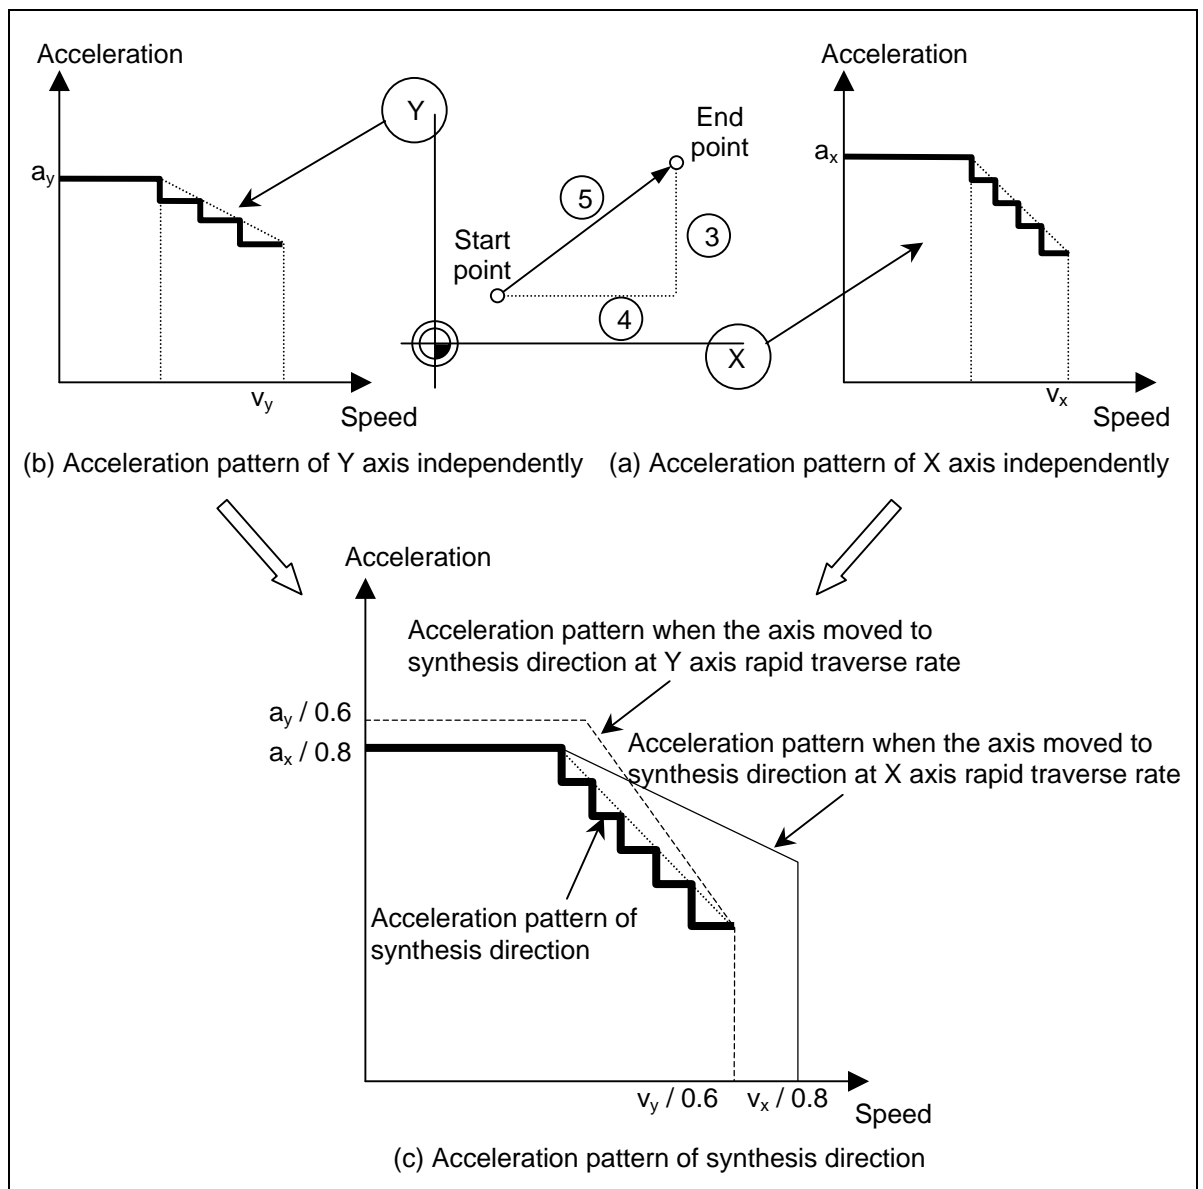 Acceleration
a_y
v_y
Speed
(b) Acceleration pattern of Y axis independently
Y
Start
point
End
point
5
3
4
X
Acceleration
a_x
v_x
Speed
(a) Acceleration pattern of X axis independently
Acceleration
Acceleration pattern when the axis moved to
synthesis direction at Y axis rapid traverse rate
a_y / 0.6
a_x / 0.8
Acceleration pattern when the axis moved to
synthesis direction at X axis rapid traverse rate
Acceleration pattern of
synthesis direction
v_y / 0.6
v_x / 0.8
Speed
(c) Acceleration pattern of synthesis direction